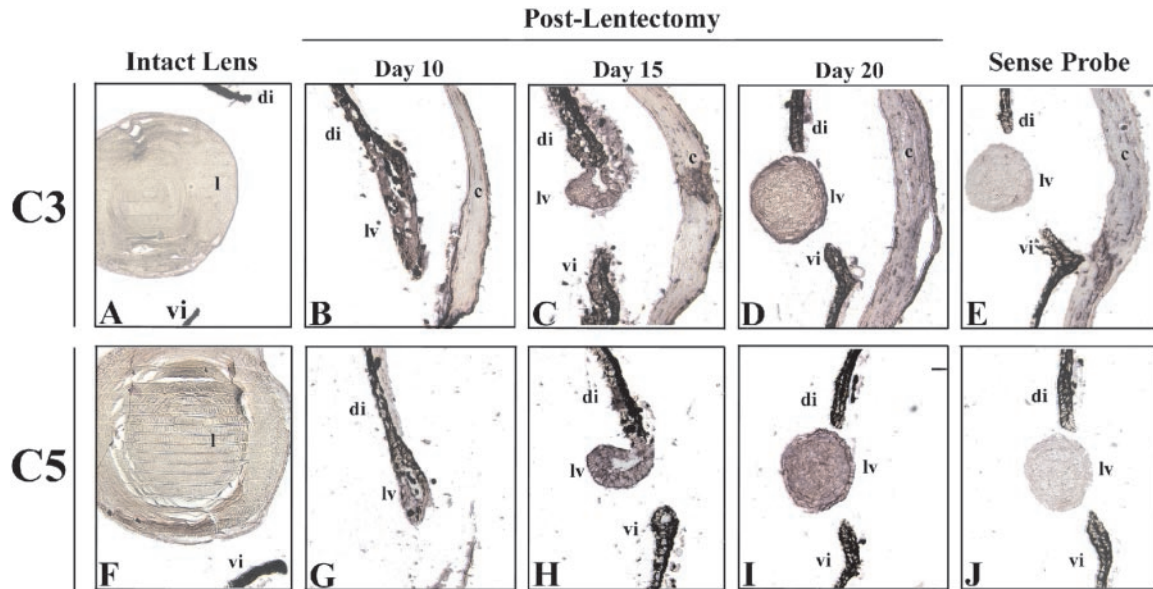 Post-Lentectomy
Intact Lens Day 10 Day 15 Day 20 Sense Probe
C3
di l vi A
di lv c B
di lv c vi C
di c lv vi D
di c lv vi E
C5
l vi F
di lv G
di lv vi H
di lv vi I
di lv vi J